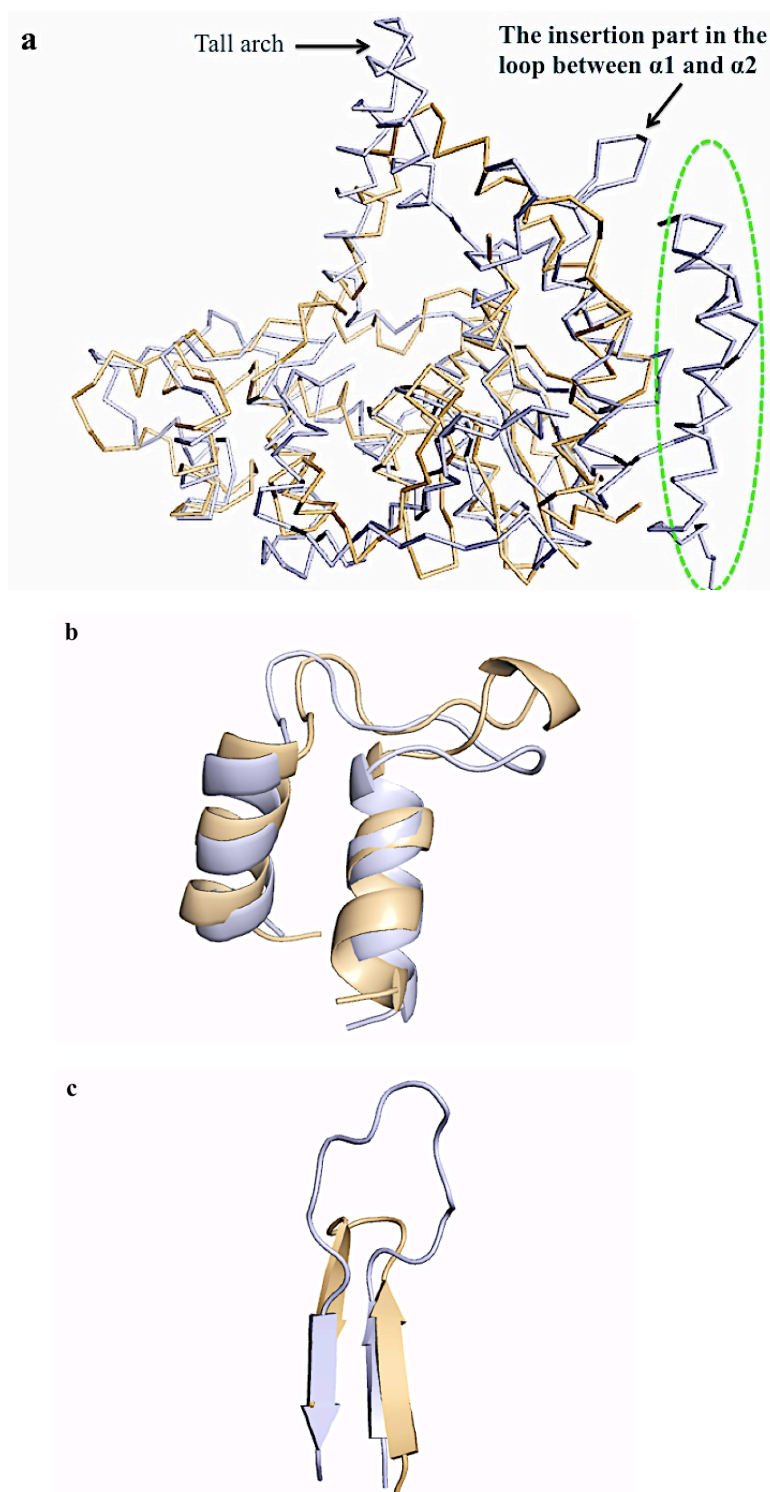 a
Tall arch
The insertion part in the
loop between α1 and α2
b
c